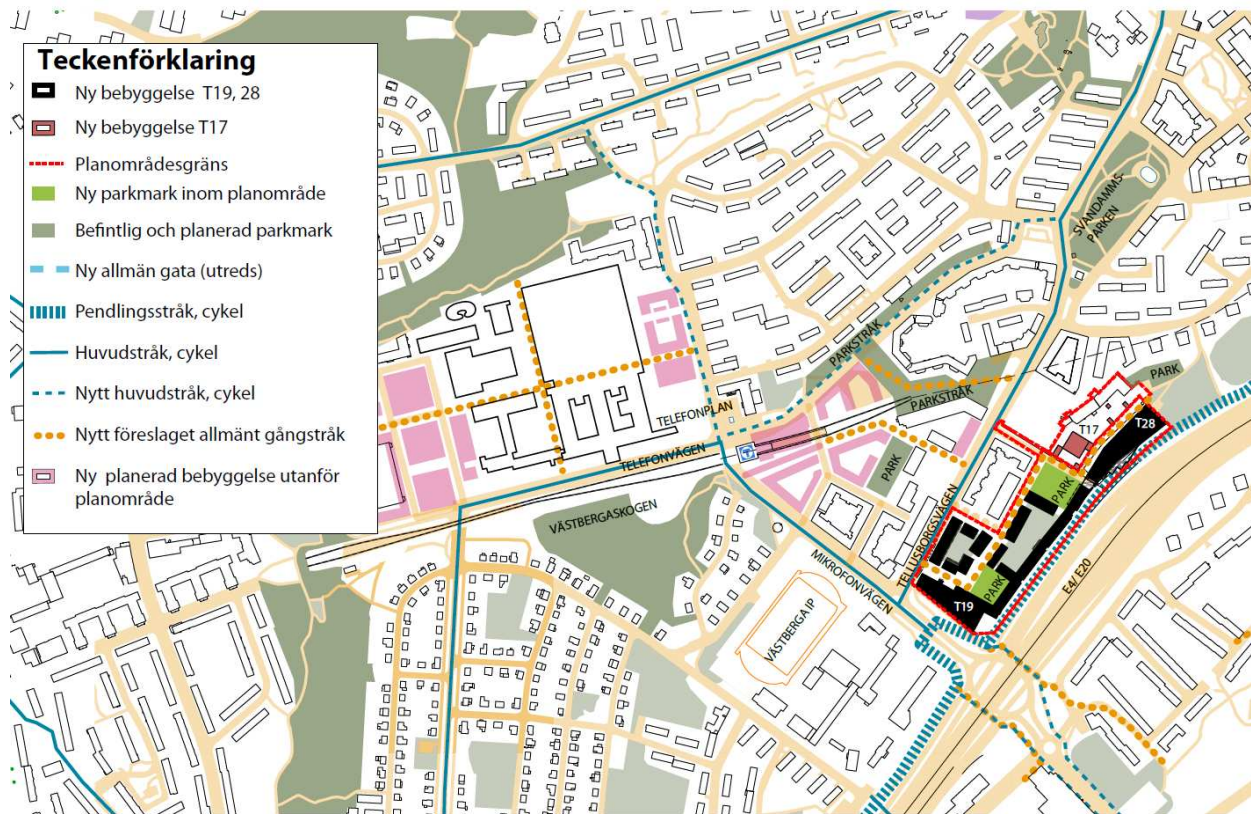 Teckenförklaring
Ny bebyggelse T19, 28
Ny bebyggelse T17
Planområdesgräns
Ny parkmark inom planområde
Befintlig och planerad parkmark
Ny allmän gata (utreds)
Pendlingsstråk, cykel
Huvudstråk, cykel
Nytt huvudstråk, cykel
Nytt föreslaget allmänt gångstråk
Ny planerad bebyggelse utanför
planområde
SVANDAMMS-
PARKEN
PARKSTRÅK
PARKSTRÅK
PARK
TELEFONPLAN
TELEFONVÄGEN
T
PARK
T17
T28
PARK
VÄSTBERGASKOGEN
TELLUSBORGSVÄGEN
MIKROFONVÄGEN
PARK
T19
E4/ E20
VÄSTBERGA IP